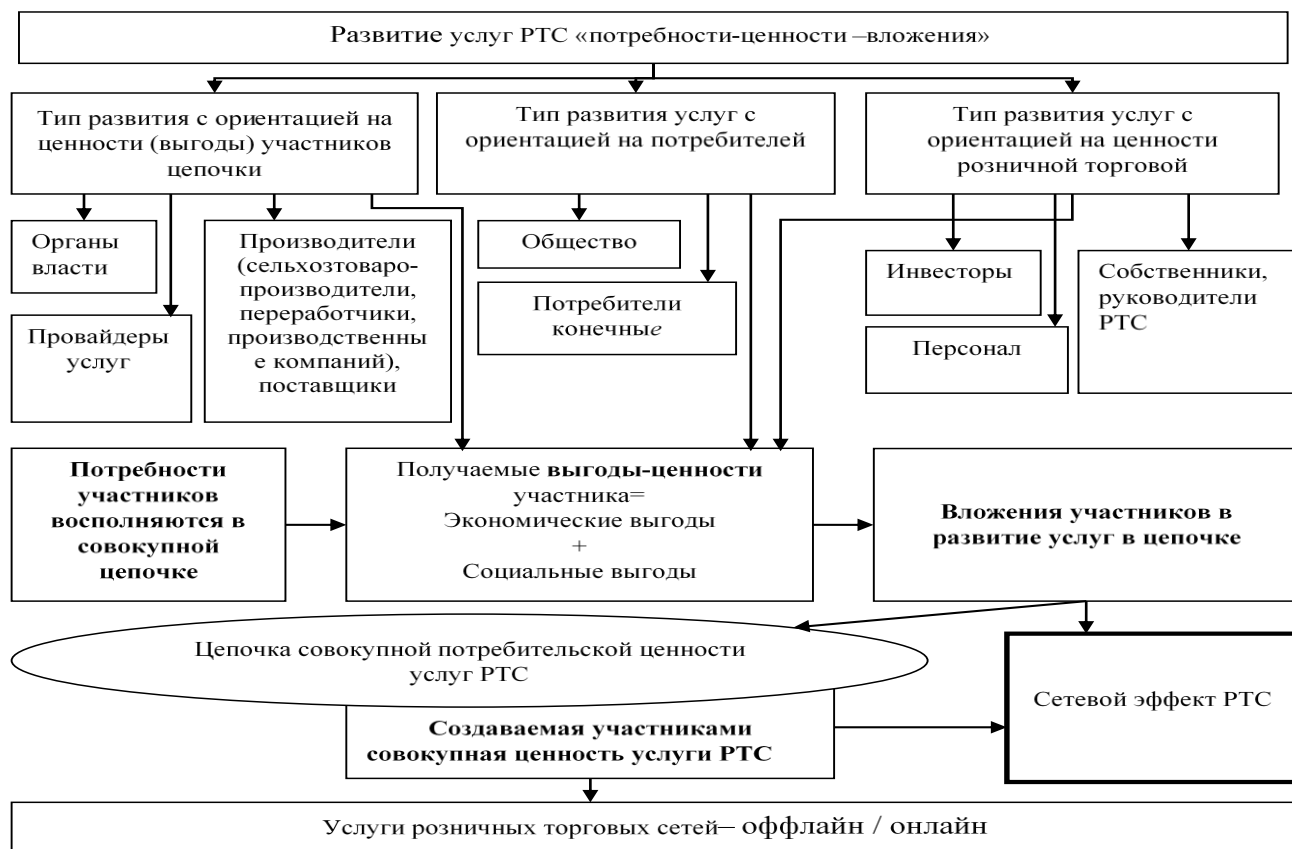 Развитие услуг РТС «потребности-ценности –вложения»
Тип развития с ориентацией на
ценности (выгоды) участников
цепочки
Тип развития услуг с
ориентацией на потребителей
Тип развития услуг с
ориентацией на ценности
розничной торговой
Органы
власти
Провайдеры
услуг
Производители
(сельхозтоваро-
производители,
переработчики,
производственны
е компаний),
поставщики
Общество
Потребители
конечные
Инвесторы
Персонал
Собственники,
руководители
РТС
Потребности
участников
восполняются в
совокупной
цепочке
Получаемые выгоды-ценности
участника=
Экономические выгоды
+
Социальные выгоды
Вложения участников в
развитие услуг в цепочке
Цепочка совокупной потребительской ценности
услуг РТС
Создаваемая участниками
совокупная ценность услуги РТС
Сетевой эффект РТС
Услуги розничных торговых сетей– оффлайн / онлайн